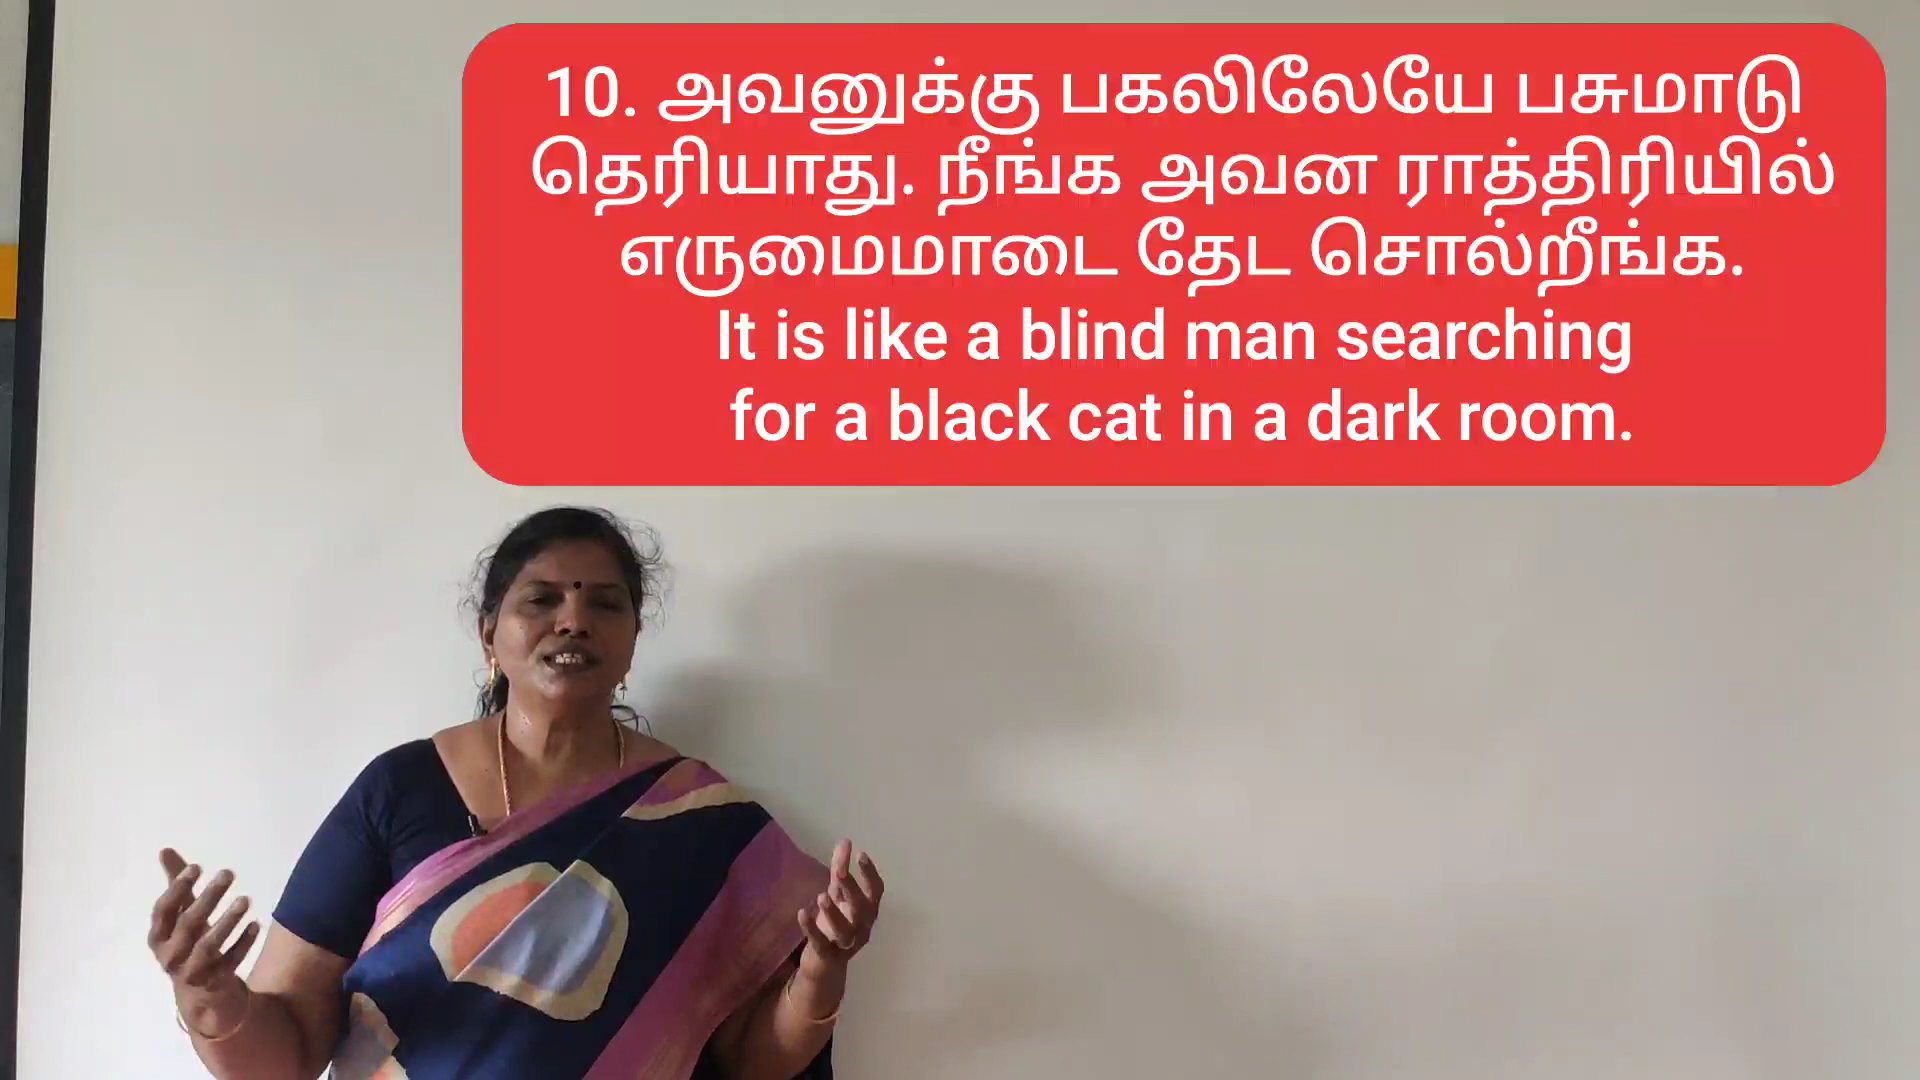 10. அவனுக்கு பகலிலேயே பசுமாடு
தெரியாது. நீங்க அவன ராத்திரியில்
எருமைமாடை தேட சொல்றீங்க.
It is like a blind man searching
for a black cat in a dark room.